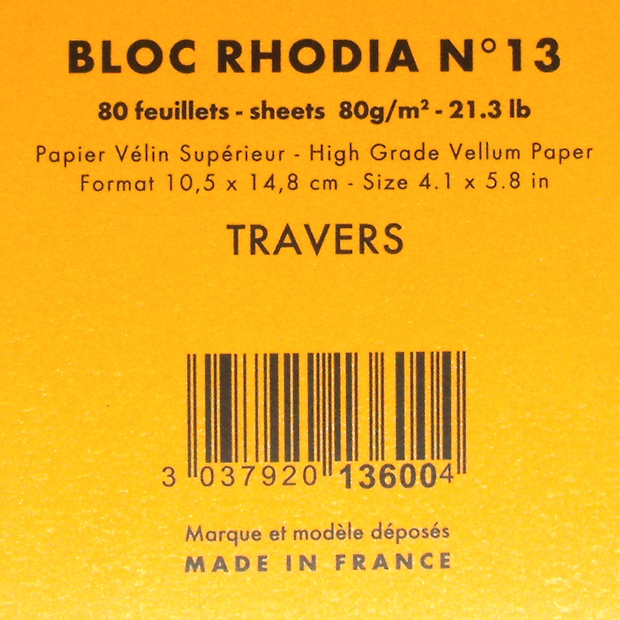 BLOC RHODIA N°13
80 feuillets - sheets 80g/m² - 21.3 lb
Papier Vélin Supérieur - High Grade Vellum Paper
Format 10,5 x 14,8 cm - Size 4.1 x 5.8 in
TRAVERS
3 037920 136004
Marque et modèle déposés
MADE IN FRANCE